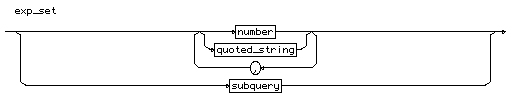 exp_set
number
quoted_string
,
subquery